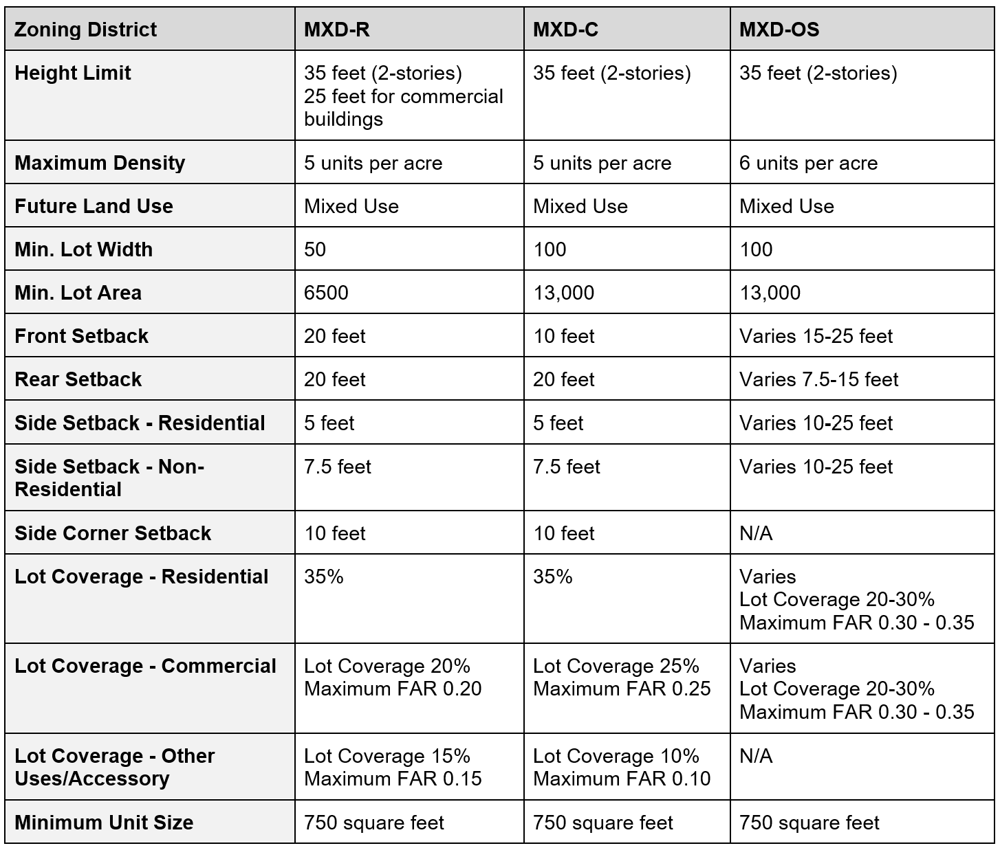 Zoning District MXD-R MXD-C MXD-OS
Height Limit 35 feet (2-stories) 35 feet (2-stories) 35 feet (2-stories)
25 feet for commercial
buildings
Maximum Density 5 units per acre 5 units per acre 6 units per acre
Future Land Use Mixed Use Mixed Use Mixed Use
Min. Lot Width 50 100 100
Min. Lot Area 6500 13,000 13,000
Front Setback 20 feet 10 feet Varies 15-25 feet
Rear Setback 20 feet 20 feet Varies 7.5-15 feet
Side Setback - Residential 5 feet 5 feet Varies 10-25 feet
Side Setback - Non- 7.5 feet 7.5 feet Varies 10-25 feet
Residential
Side Corner Setback 10 feet 10 feet N/A
Lot Coverage - Residential 35% 35% Varies
Lot Coverage 20-30%
Maximum FAR 0.30 - 0.35
Lot Coverage - Commercial Lot Coverage 20% Lot Coverage 25% Varies
Maximum FAR 0.20 Maximum FAR 0.25 Lot Coverage 20-30%
Maximum FAR 0.30 - 0.35
Lot Coverage - Other Lot Coverage 15% Lot Coverage 10% N/A
Uses/Accessory Maximum FAR 0.15 Maximum FAR 0.10
Minimum Unit Size 750 square feet 750 square feet 750 square feet